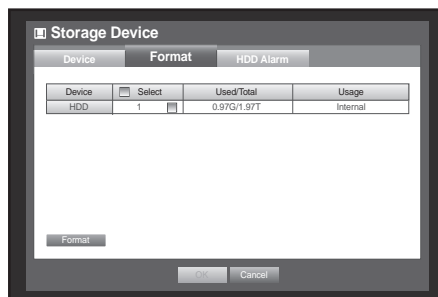 Storage Device
Device Format HDD Alarm
Device Select Used/Total Usage
HDD 1 0.97G/1.97T Internal
Format
OK Cancel